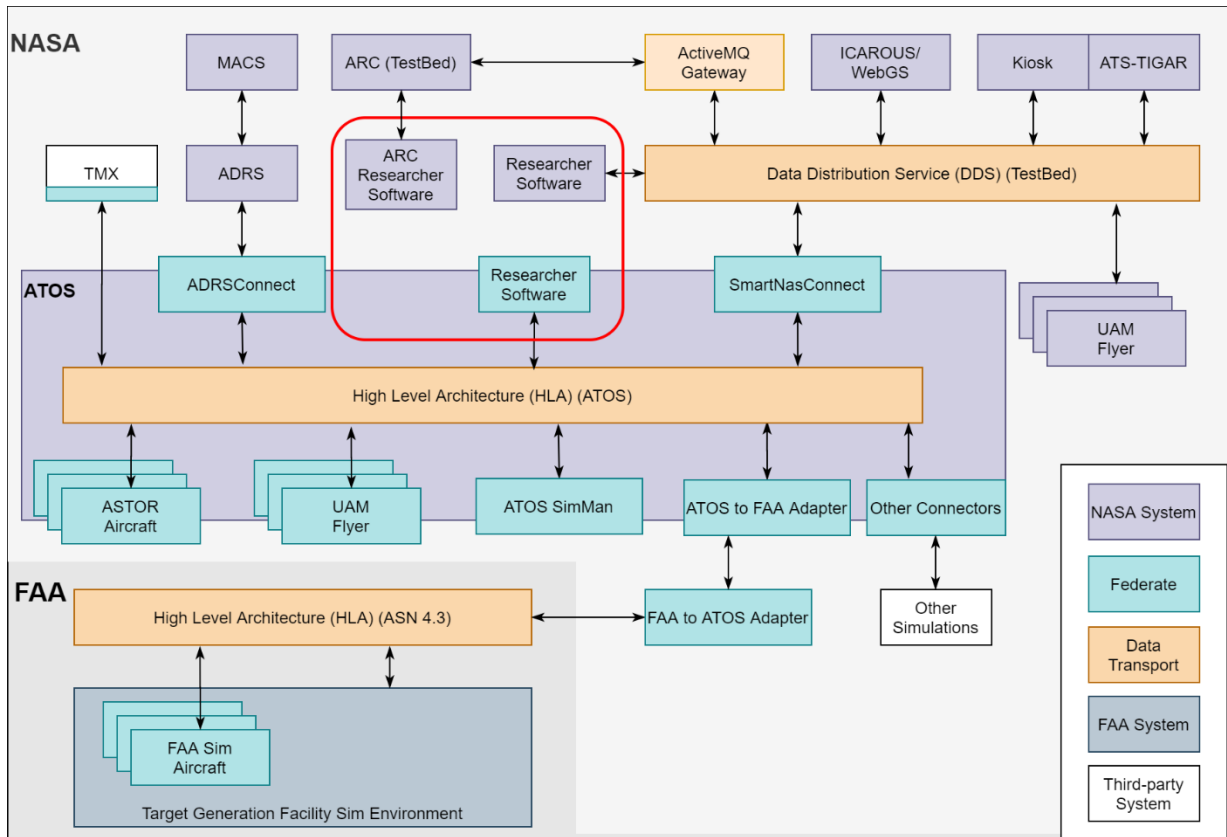 NASA
MACS
ARC (TestBed)
ActiveMQ
Gateway
ICAROUS/
WebGS
Kiosk
ATS-TIGAR
TMX
ADRS
ARC
Researcher
Software
Researcher
Software
Data Distribution Service (DDS) (TestBed)
ATOS
ADRSConnect
Researcher
Software
SmartNasConnect
UAM
Flyer
High Level Architecture (HLA) (ATOS)
ASTOR
Aircraft
UAM
Flyer
ATOS SimMan
ATOS to FAA Adapter
Other Connectors
FAA
High Level Architecture (HLA) (ASN 4.3)
FAA to ATOS Adapter
Other
Simulations
FAA Sim
Aircraft
Target Generation Facility Sim Environment
NASA System
Federate
Data
Transport
FAA System
Third-party
System